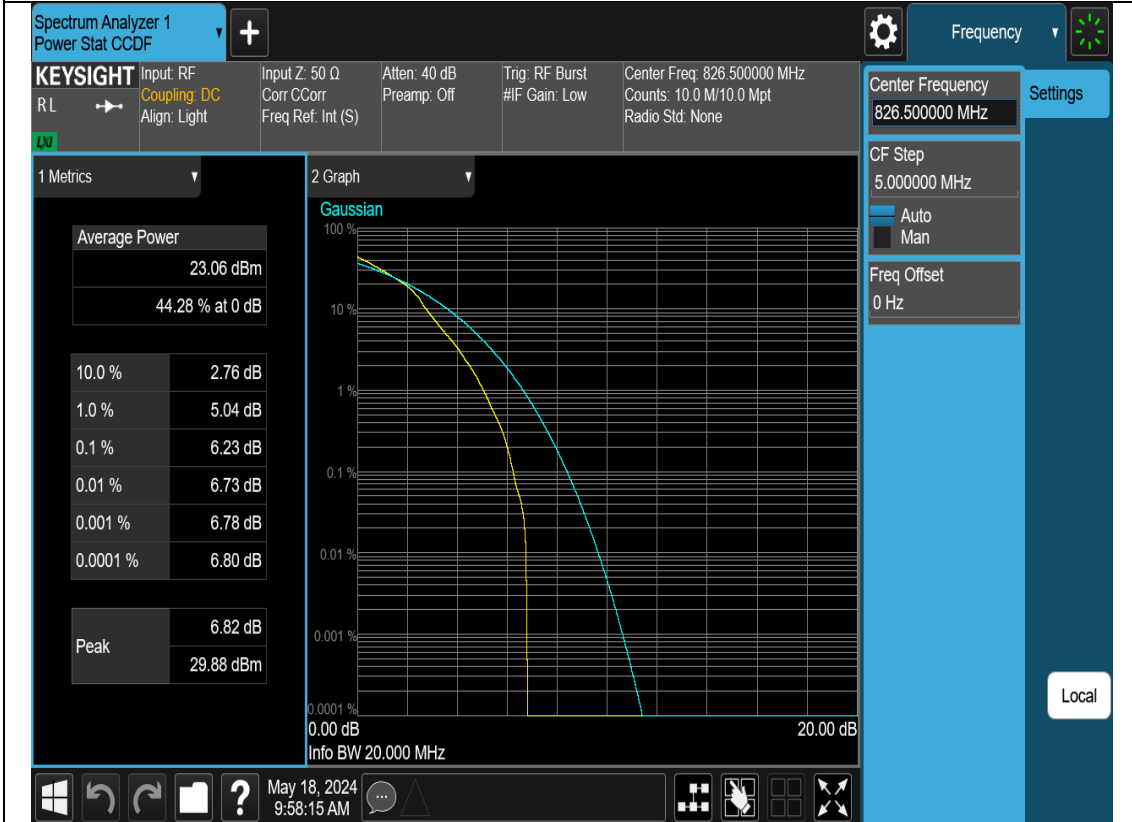 Spectrum Analyzer 1
Power Stat CCDF
+
Frequency
KEYSIGHT
RL
LXI
Input: RF
Coupling: DC
Align: Light
Input Z: 50 Ω
Corr CCorr
Freq Ref: Int (S)
Atten: 40 dB
Preamp: Off
Trig: RF Burst
#IF Gain: Low
Center Freq: 826.500000 MHz
Counts: 10.0 M/10.0 Mpt
Radio Std: None
Center Frequency
826.500000 MHz
Settings
CF Step
5.000000 MHz
Auto
Man
Freq Offset
0 Hz
Local
1 Metrics
Average Power
23.06 dBm
44.28 % at 0 dB
10.0 % 2.76 dB
1.0 % 5.04 dB
0.1 % 6.23 dB
0.01 % 6.73 dB
0.001 % 6.78 dB
0.0001 % 6.80 dB
Peak
6.82 dB
29.88 dBm
2 Graph
Gaussian
100 %
10 %
1 %
0.1 %
0.01 %
0.001 %
0.0001 %
0.00 dB 20.00 dB
Info BW 20.000 MHz
?
May 18, 2024
9:58:15 AM